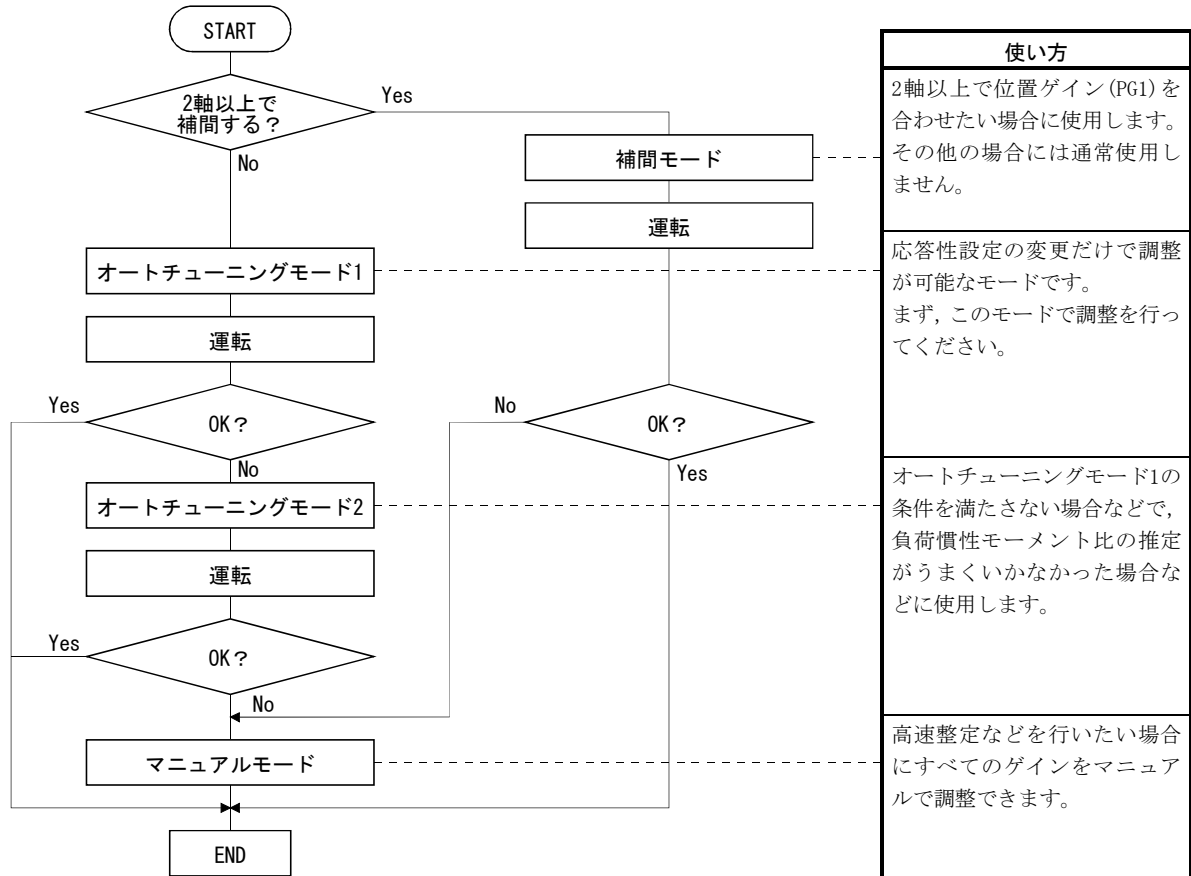 START
2軸以上で
補間する？
Yes
No
補間モード
運転
オートチューニングモード1
運転
Yes
OK？
No
No
OK？
Yes
オートチューニングモード2
運転
Yes
OK？
No
マニュアルモード
END
使い方
2軸以上で位置ゲイン(PG1)を
合わせたい場合に使用します。
その他の場合には通常使用し
ません。
応答性設定の変更だけで調整
が可能なモードです。
まず，このモードで調整を行っ
てください。
オートチューニングモード1の
条件を満たさない場合などで，
負荷慣性モーメント比の推定
がうまくいかなかった場合な
どに使用します。
高速整定などを行いたい場合
にすべてのゲインをマニュア
ルで調整できます。